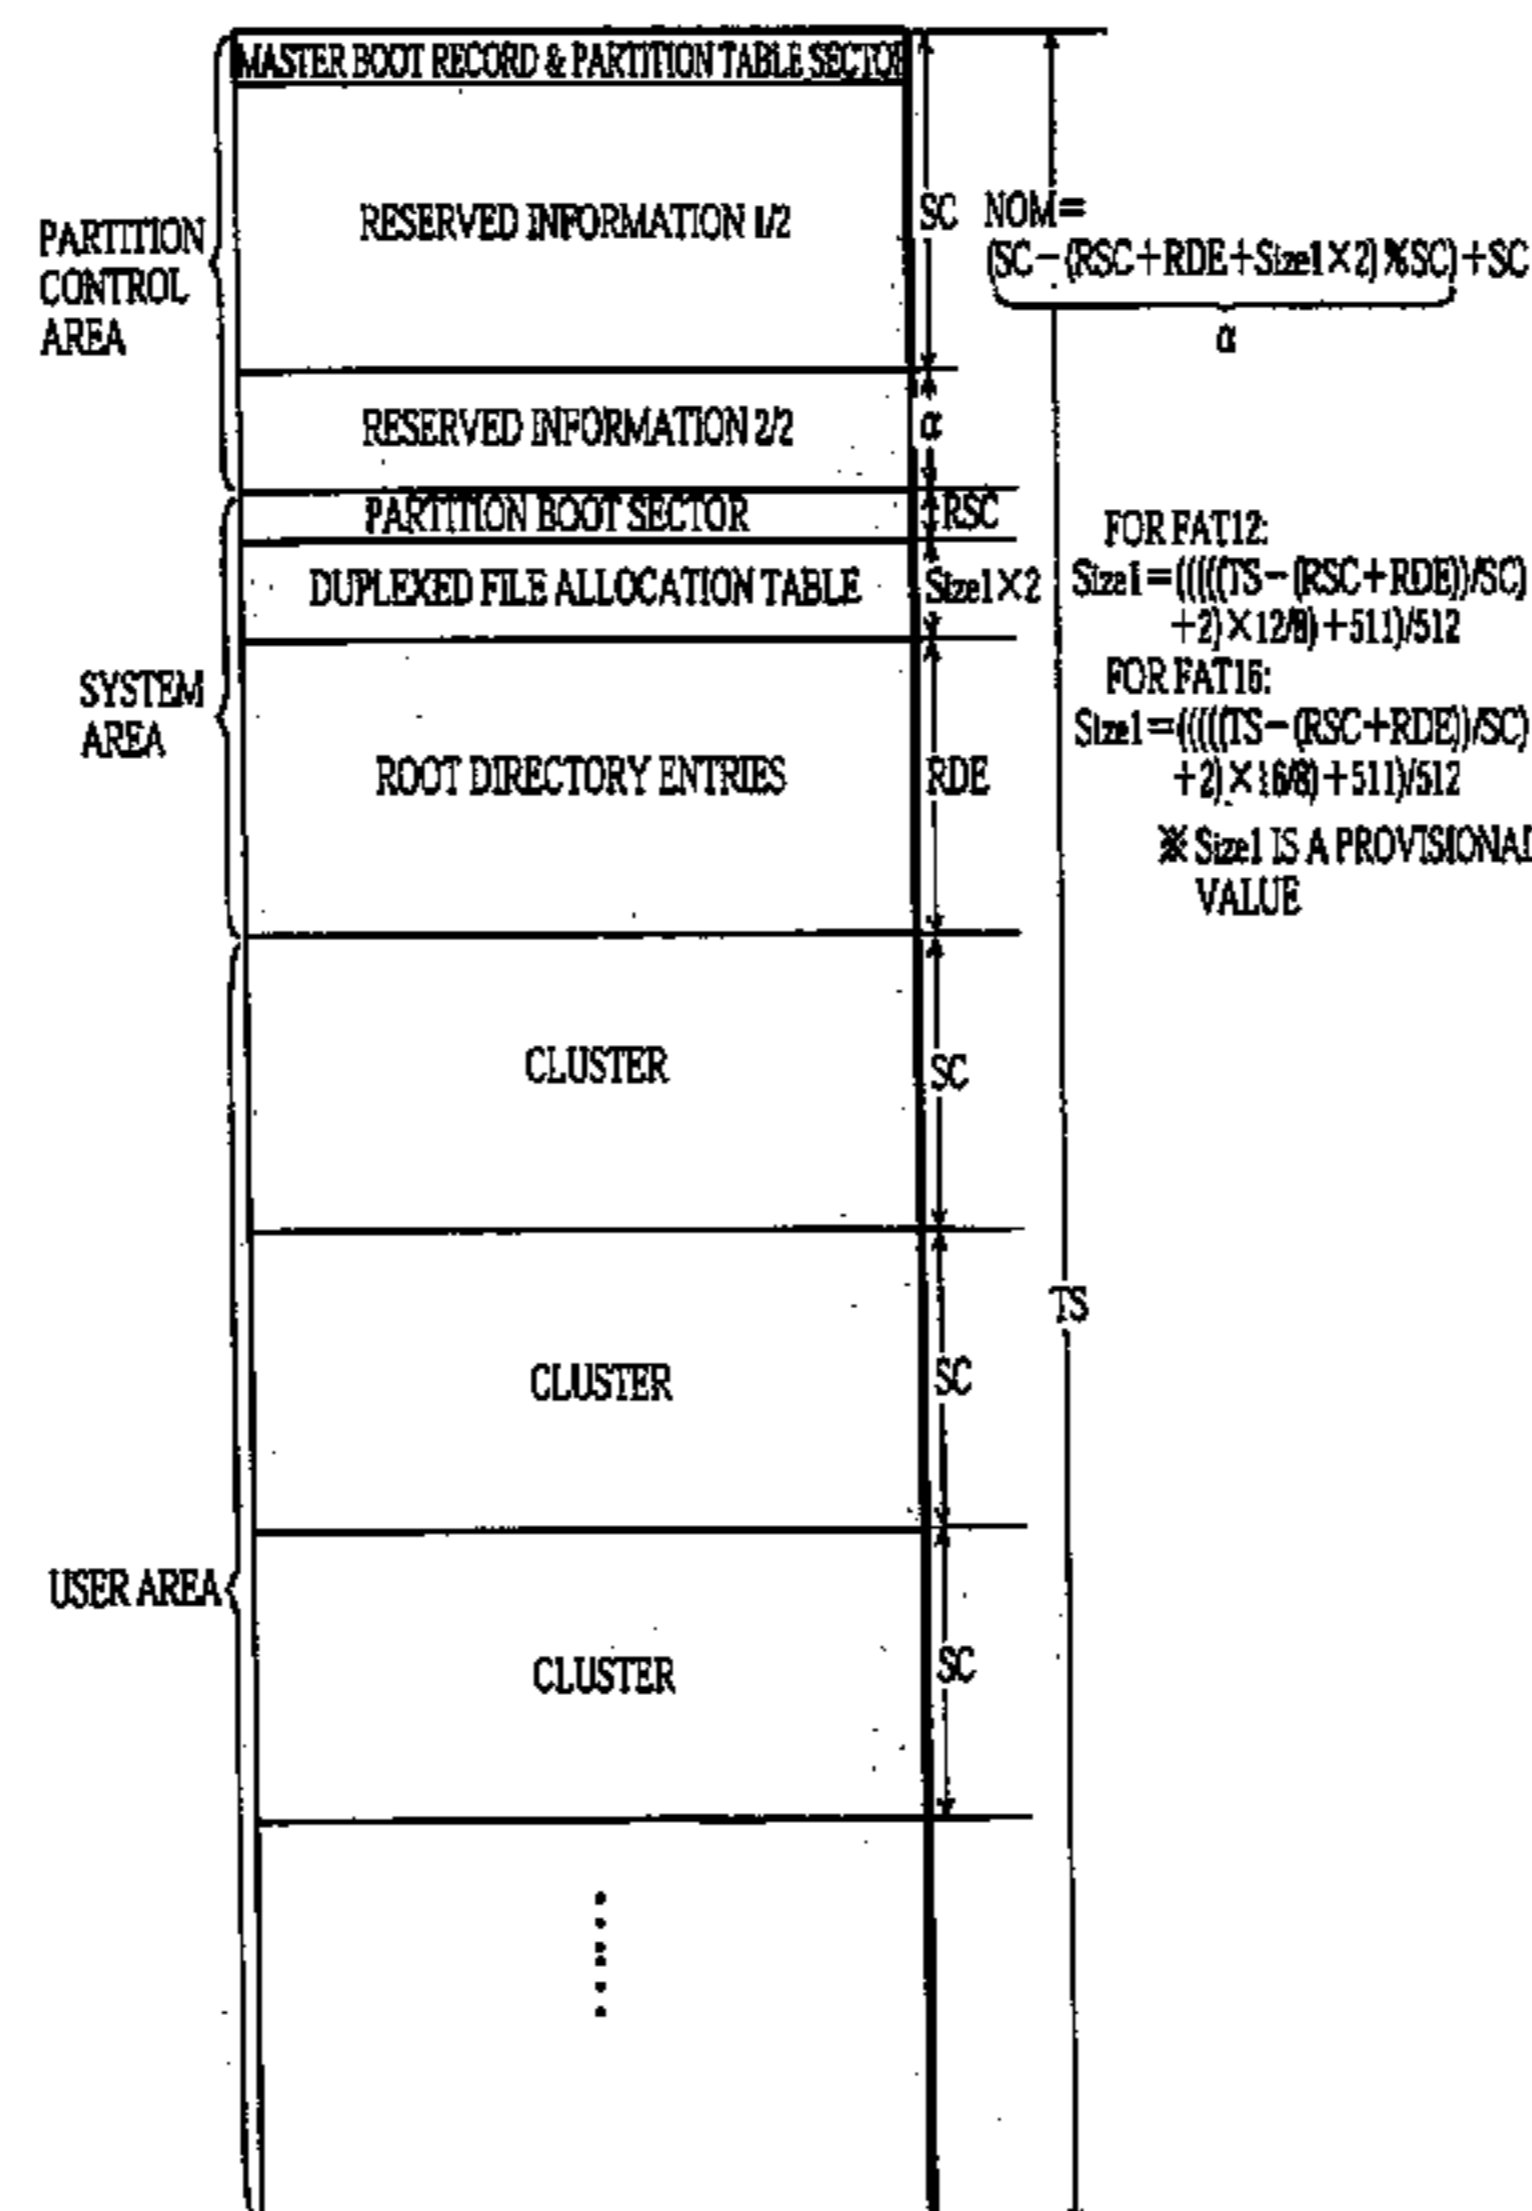 MASTER BOOT RECORD & PARTITION TABLE SECTOR
RESERVED INFORMATION 1/2
PARTITION
CONTROL
AREA
SC
NOM=
(SC-(RSC+RDE+Size1×2)%SC)+SC
α
RESERVED INFORMATION 2/2
α
PARTITION BOOT SECTOR
RSC
DUPLEXED FILE ALLOCATION TABLE
Size1×2
FOR FAT12:
Size1=(((((TS-(RSC+RDE))/SC)
+2)×12/8)+511)/512
FOR FAT16:
Size1=(((((TS-(RSC+RDE))/SC)
+2)×16/8)+511)/512
※ Size1 IS A PROVISIONAL
VALUE
SYSTEM
AREA
ROOT DIRECTORY ENTRIES
RDE
CLUSTER
SC
TS
CLUSTER
SC
USER AREA
CLUSTER
SC